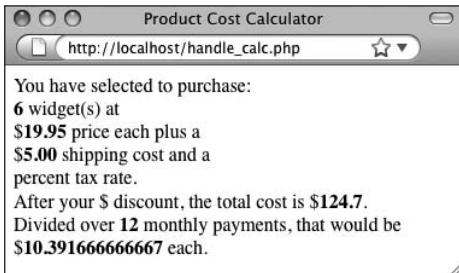 Product Cost Calculator
http://localhost/handle_calc.php
You have selected to purchase:
6 widget(s) at
$19.95 price each plus a
$5.00 shipping cost and a
percent tax rate.
After your $ discount, the total cost is $124.7.
Divided over 12 monthly payments, that would be
$10.391666666667 each.